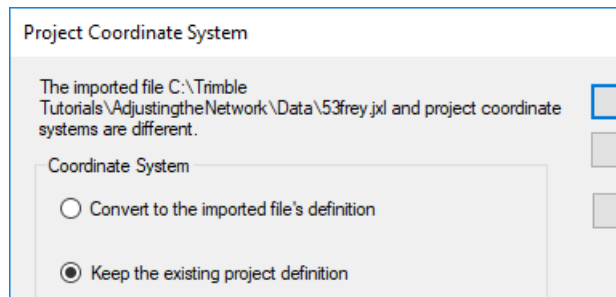 Project Coordinate System
The imported file C:\Trimble
Tutorials\AdjustingtheNetwork\Data\53frey.jxl and project coordinate
systems are different.
Coordinate System
Convert to the imported file's definition
Keep the existing project definition